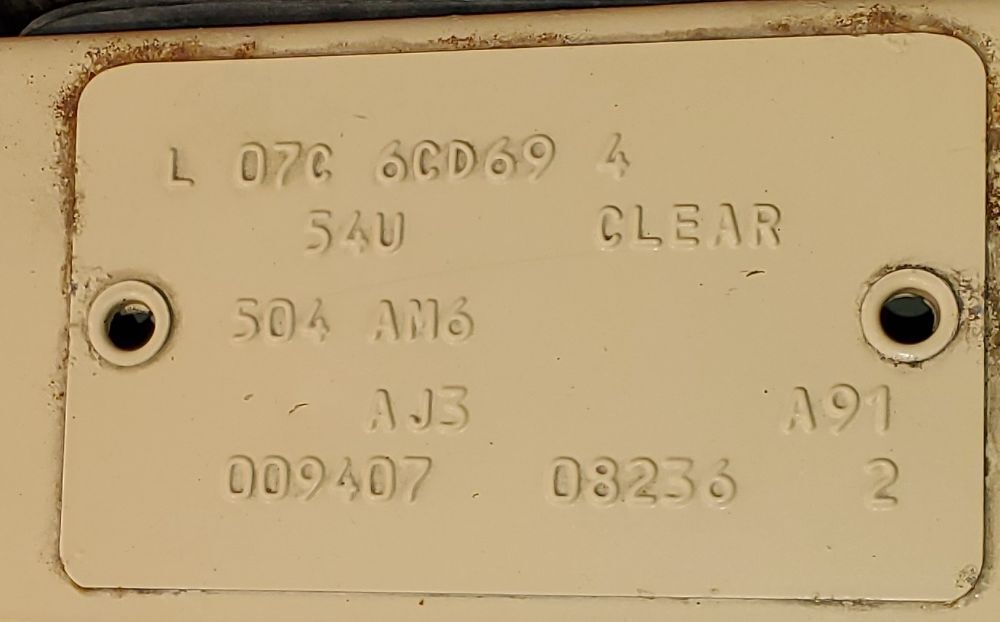 L 07C 6CD69 4
54U CLEAR
504 AM6
AJ3 A91
009407 08236 2